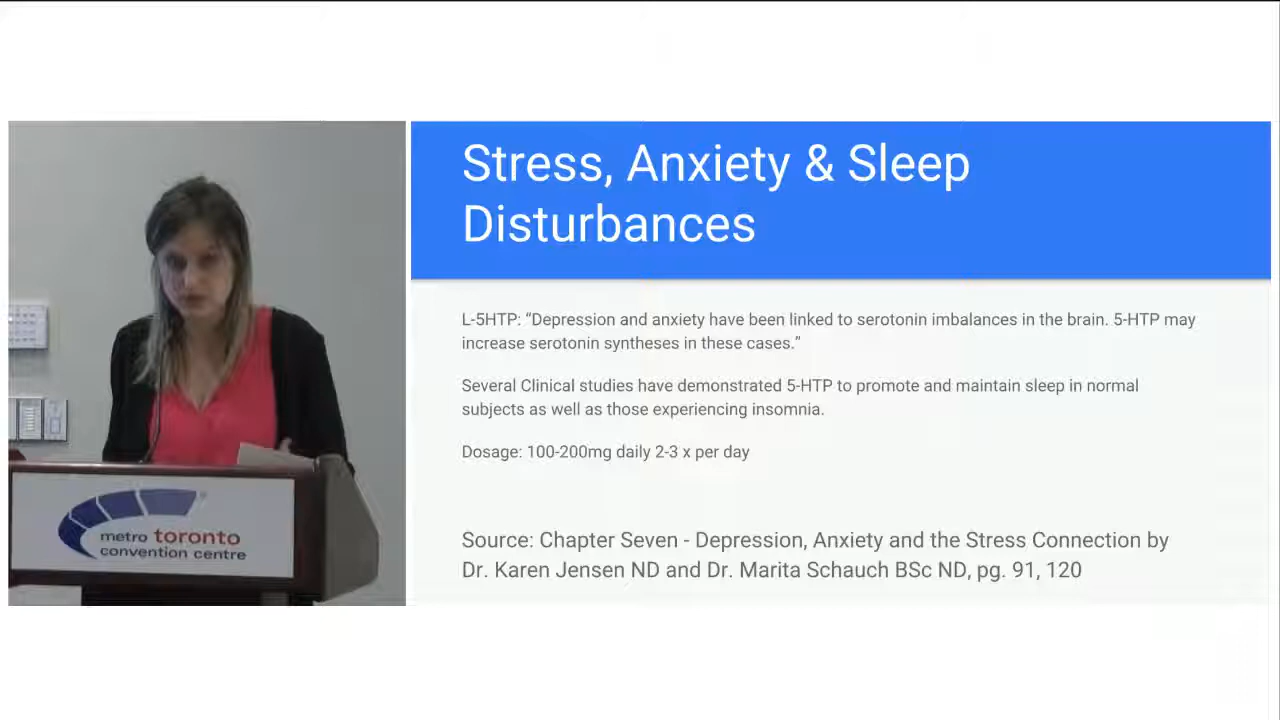 Stress, Anxiety & Sleep
Disturbances
L-5HTP: “Depression and anxiety have been linked to serotonin imbalances in the brain. 5-HTP may
increase serotonin syntheses in these cases.”
Several Clinical studies have demonstrated 5-HTP to promote and maintain sleep in normal
subjects as well as those experiencing insomnia.
Dosage: 100-200mg daily 2-3 x per day
Source: Chapter Seven - Depression, Anxiety and the Stress Connection by
Dr. Karen Jensen ND and Dr. Marita Schauch BSc ND, pg. 91, 120
metro toronto
convention centre